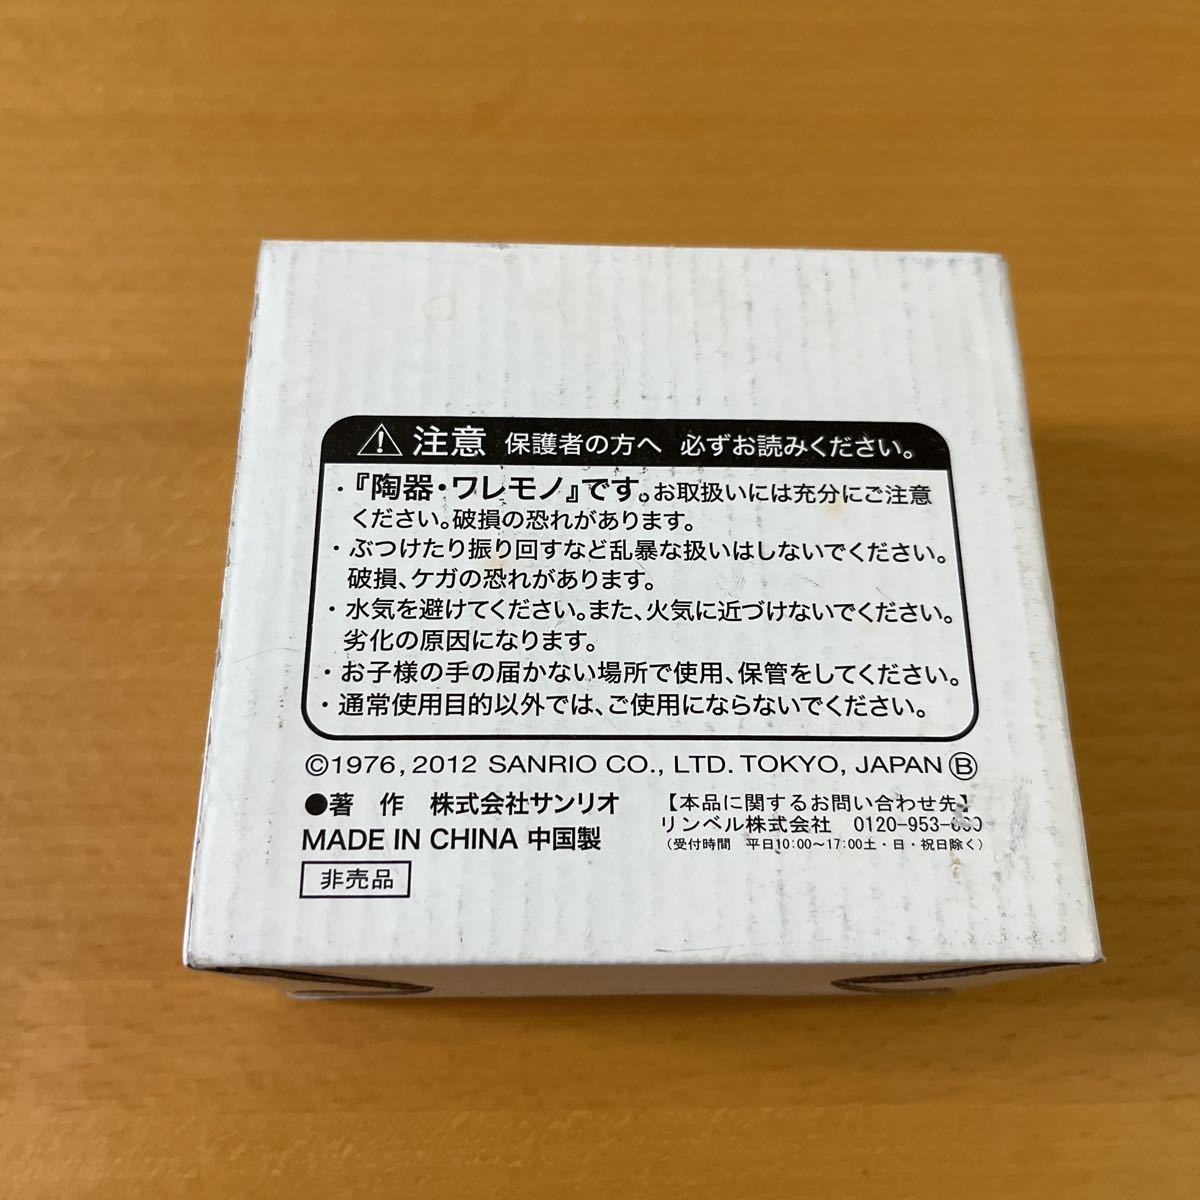 注意 保護者の方へ 必ずお読みください。
・『陶器・ワレモノ』です。お取扱いには充分にご注意
ください。破損の恐れがあります。
・ぶつけたり振り回すなど乱暴な扱いはしないでください。
破損、ケガの恐れがあります。
・水気を避けてください。また、火気に近づけないでください。
劣化の原因になります。
・お子様の手の届かない場所で使用、保管をしてください。
・通常使用目的以外では、ご使用にならないでください。
©1976, 2012 SANRIO CO., LTD. TOKYO, JAPAN Ⓑ
●著 作 株式会社サンリオ
MADE IN CHINA 中国製
非売品
【本品に関するお問い合わせ先】
リンベル株式会社 0120-953-
(受付時間 平日10:00～17:00土・日・祝日除く)